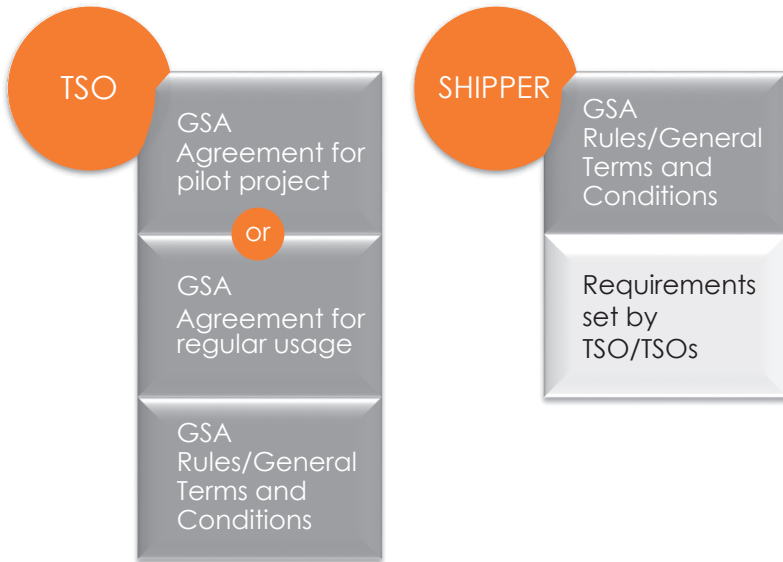 TSO
GSA
Agreement for
pilot project
or
GSA
Agreement for
regular usage
GSA
Rules/General
Terms and
Conditions
SHIPPER
GSA
Rules/General
Terms and
Conditions
Requirements
set by
TSO/TSOs